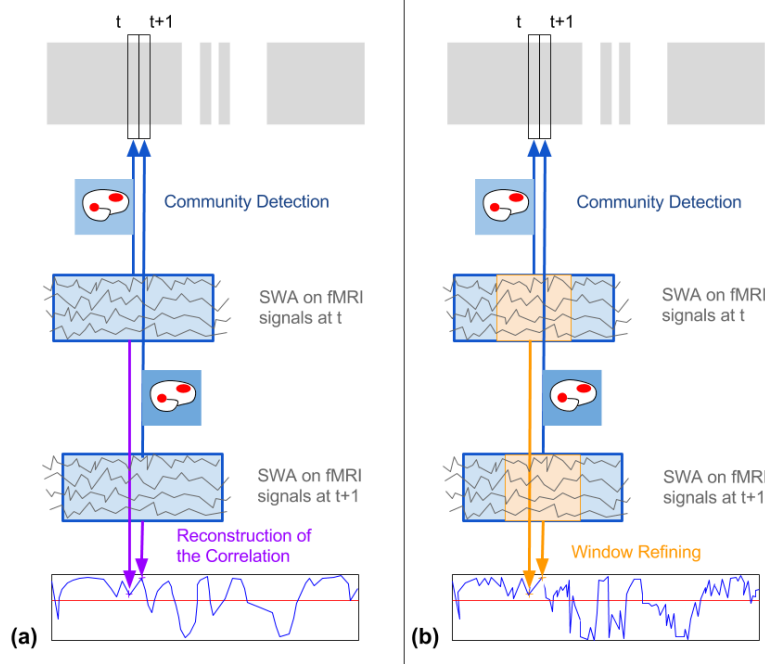 t
t+1
Community Detection
SWA on fMRI
signals at t
SWA on fMRI
signals at t+1
Reconstruction of
the Correlation
(a)
t
t+1
Community Detection
SWA on fMRI
signals at t
SWA on fMRI
signals at t+1
Window Refining
(b)